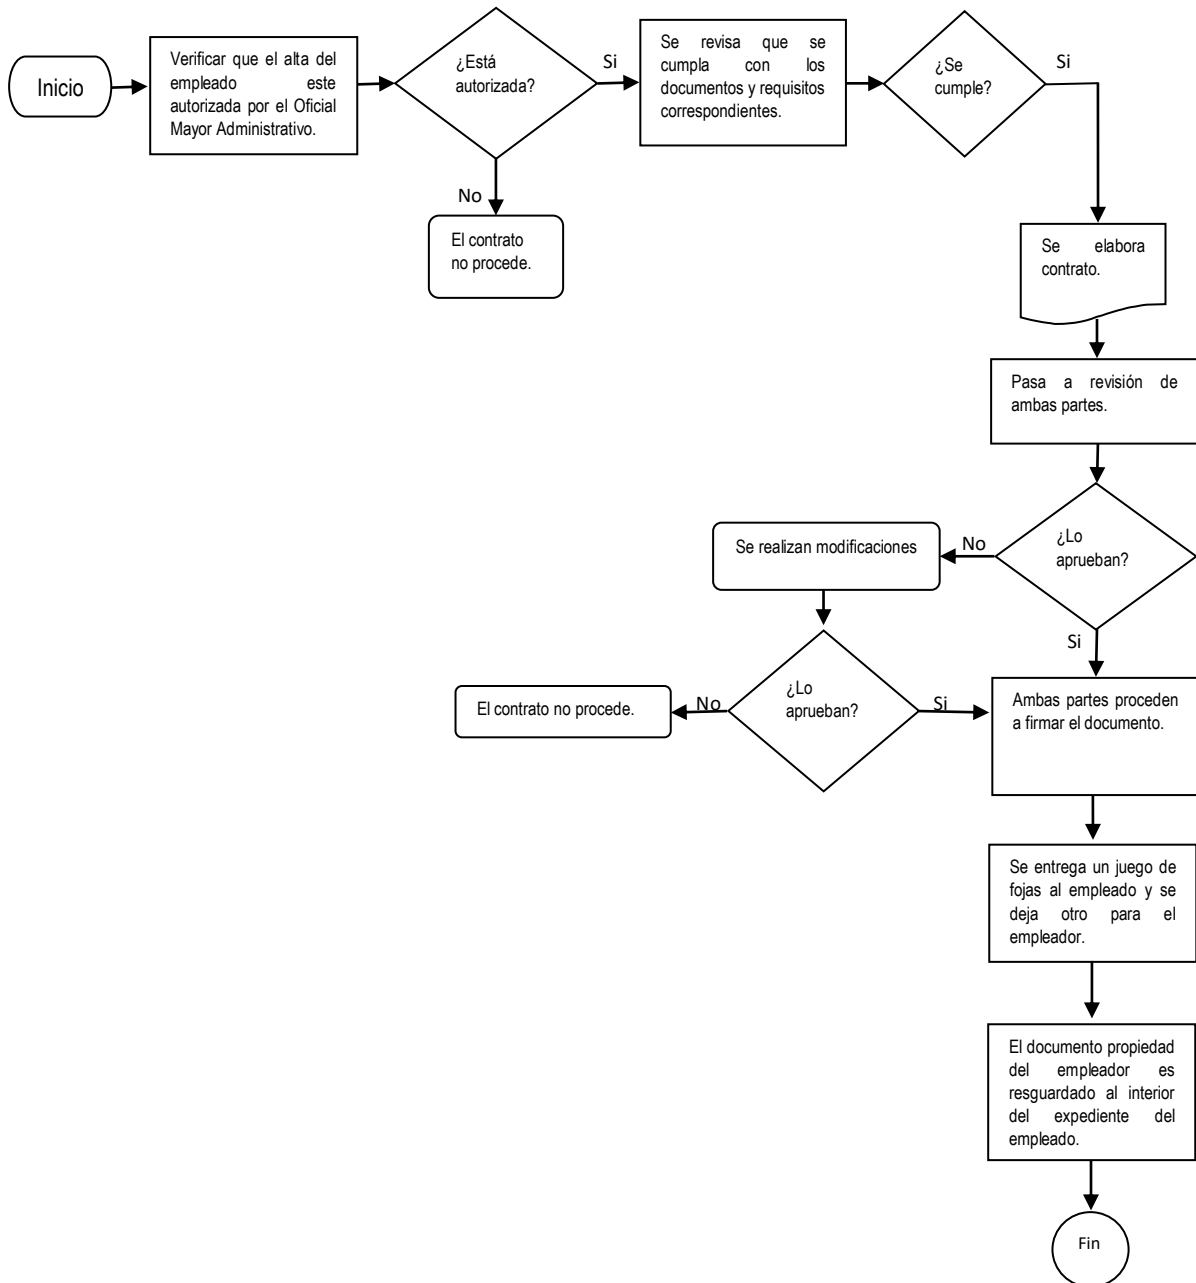 Inicio
Verificar que el alta del
empleado este
autorizada por el Oficial
Mayor Administrativo.
¿Está
autorizada?
Si
Se revisa que se
cumpla con los
documentos y requisitos
correspondientes.
¿Se
cumple?
Si
No
El contrato
no procede.
Se elabora
contrato.
Pasa a revisión de
ambas partes.
¿Lo
aprueban?
No
Se realizan modificaciones
Si
¿Lo
aprueban?
No
El contrato no procede.
Si
Ambas partes proceden
a firmar el documento.
Se entrega un juego de
fojas al empleado y se
deja otro para el
empleador.
El documento propiedad
del empleador es
resguardado al interior
del expediente del
empleado.
Fin